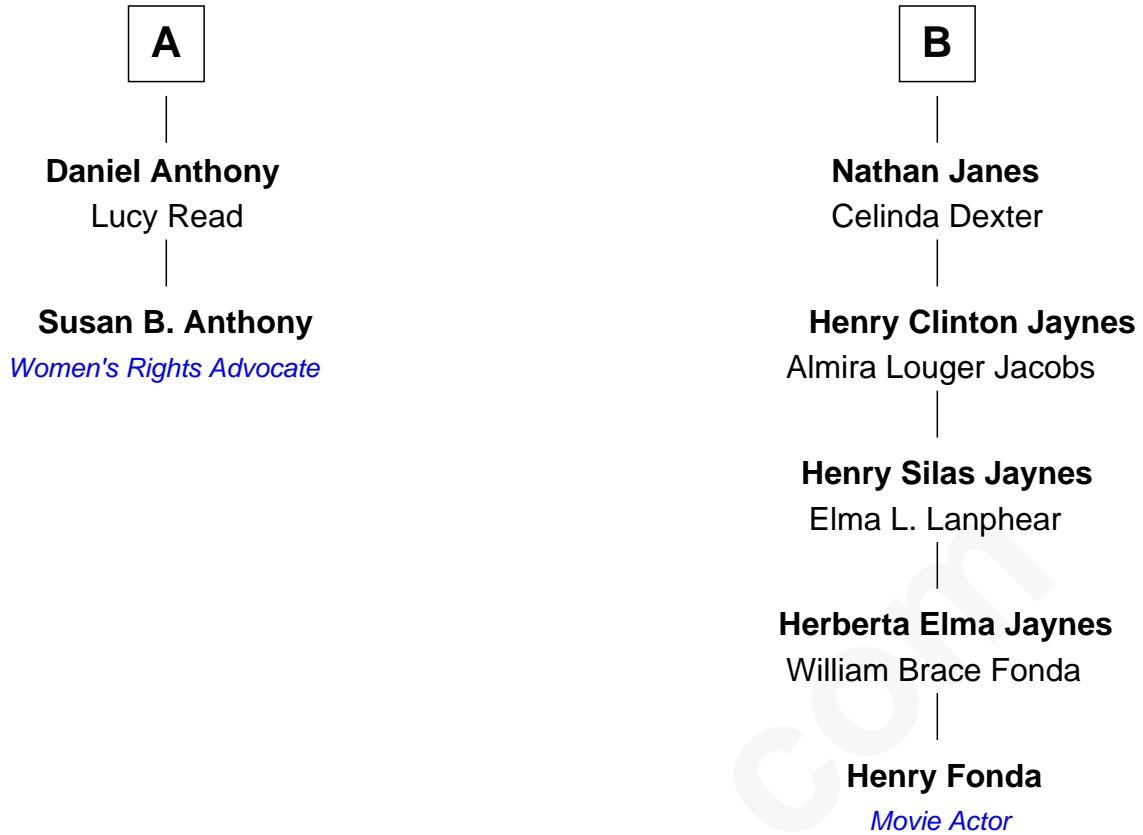 A
Daniel Anthony
Lucy Read
Susan B. Anthony
Women's Rights Advocate
B
Nathan Janes
Celinda Dexter
Henry Clinton Jaynes
Almira Louger Jacobs
Henry Silas Jaynes
Elma L. Lanphear
Herberta Elma Jaynes
William Brace Fonda
Henry Fonda
Movie Actor
com